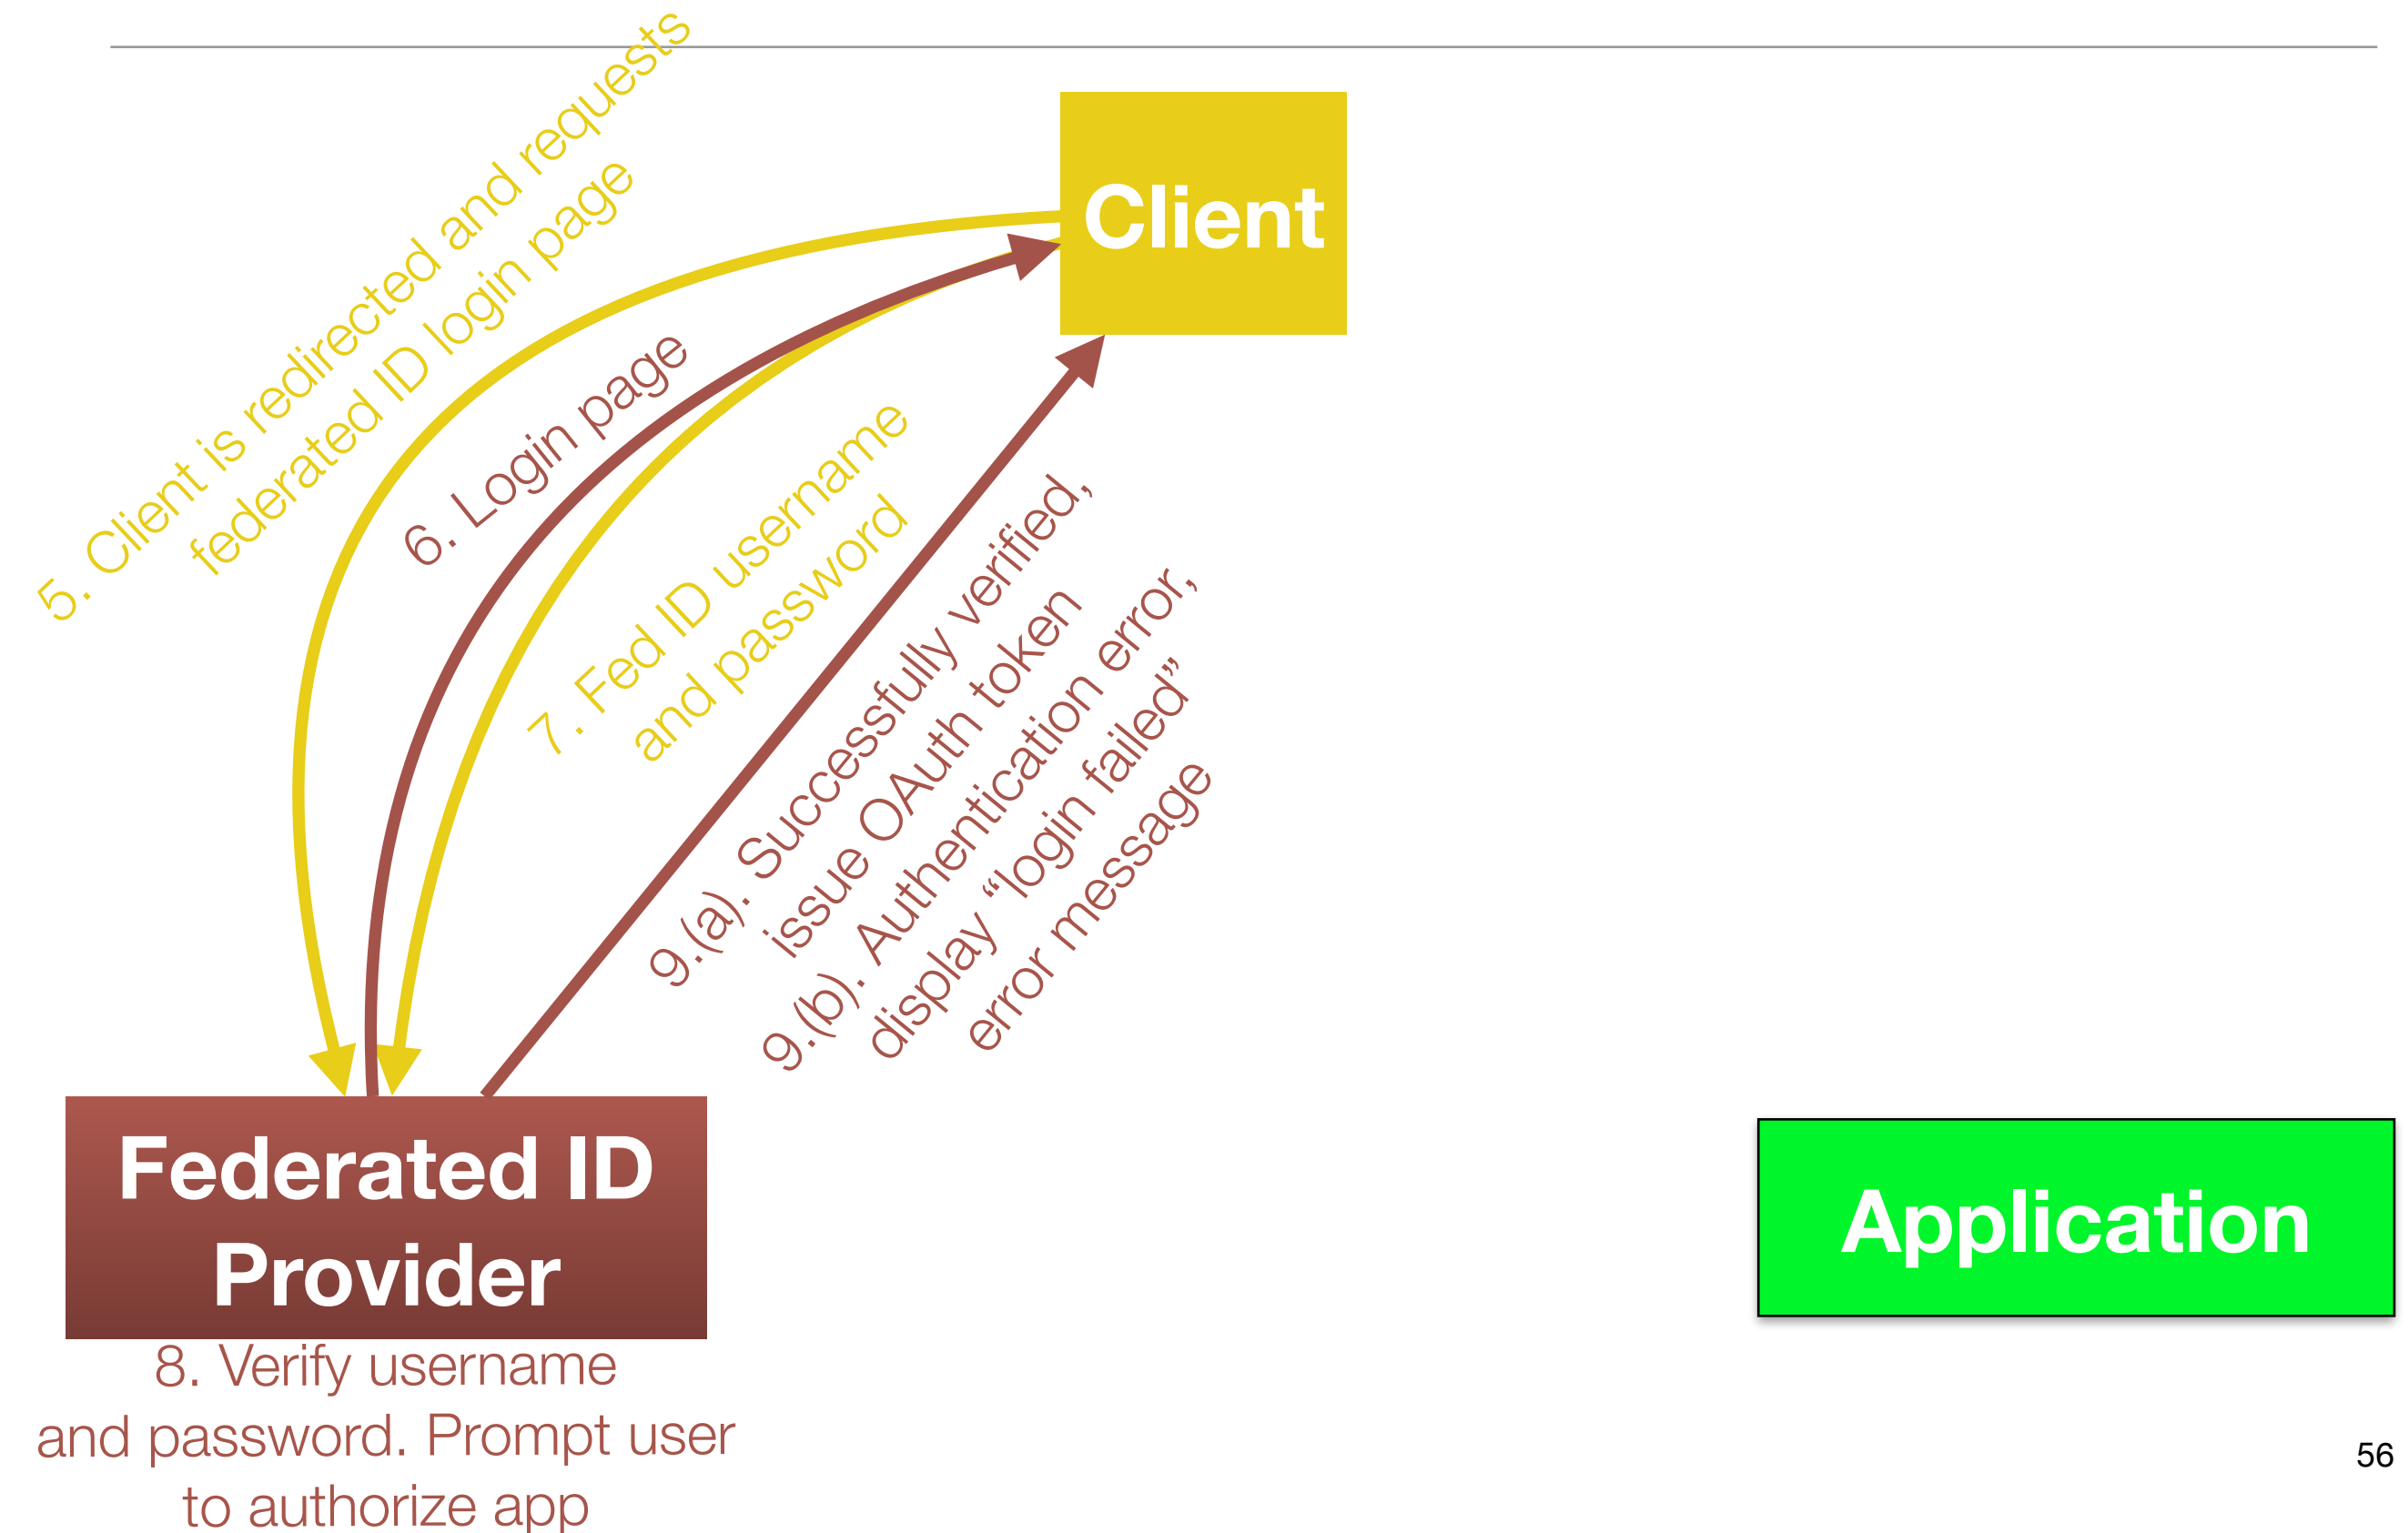 5. Client is redirected and requests
federated ID login page
Client
6. Login page
7. Fed ID username
and password
9.(a). Successfully verified,
issue OAuth token
9.(b). Authentication error,
display “login failed”
error message
Federated ID
Provider
Application
8. Verify username
and password. Prompt user
to authorize app
56